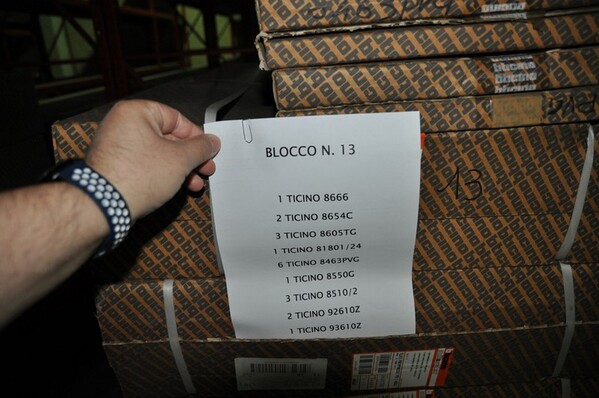 BLOCCO N. 13
1 TICINO 8666
2 TICINO 8654C
3 TICINO 8605TG
1 TICINO 81801/24
6 TICINO 8463PVG
1 TICINO 8550G
3 TICINO 8510/2
2 TICINO 92610Z
1 TICINO 93610Z
13